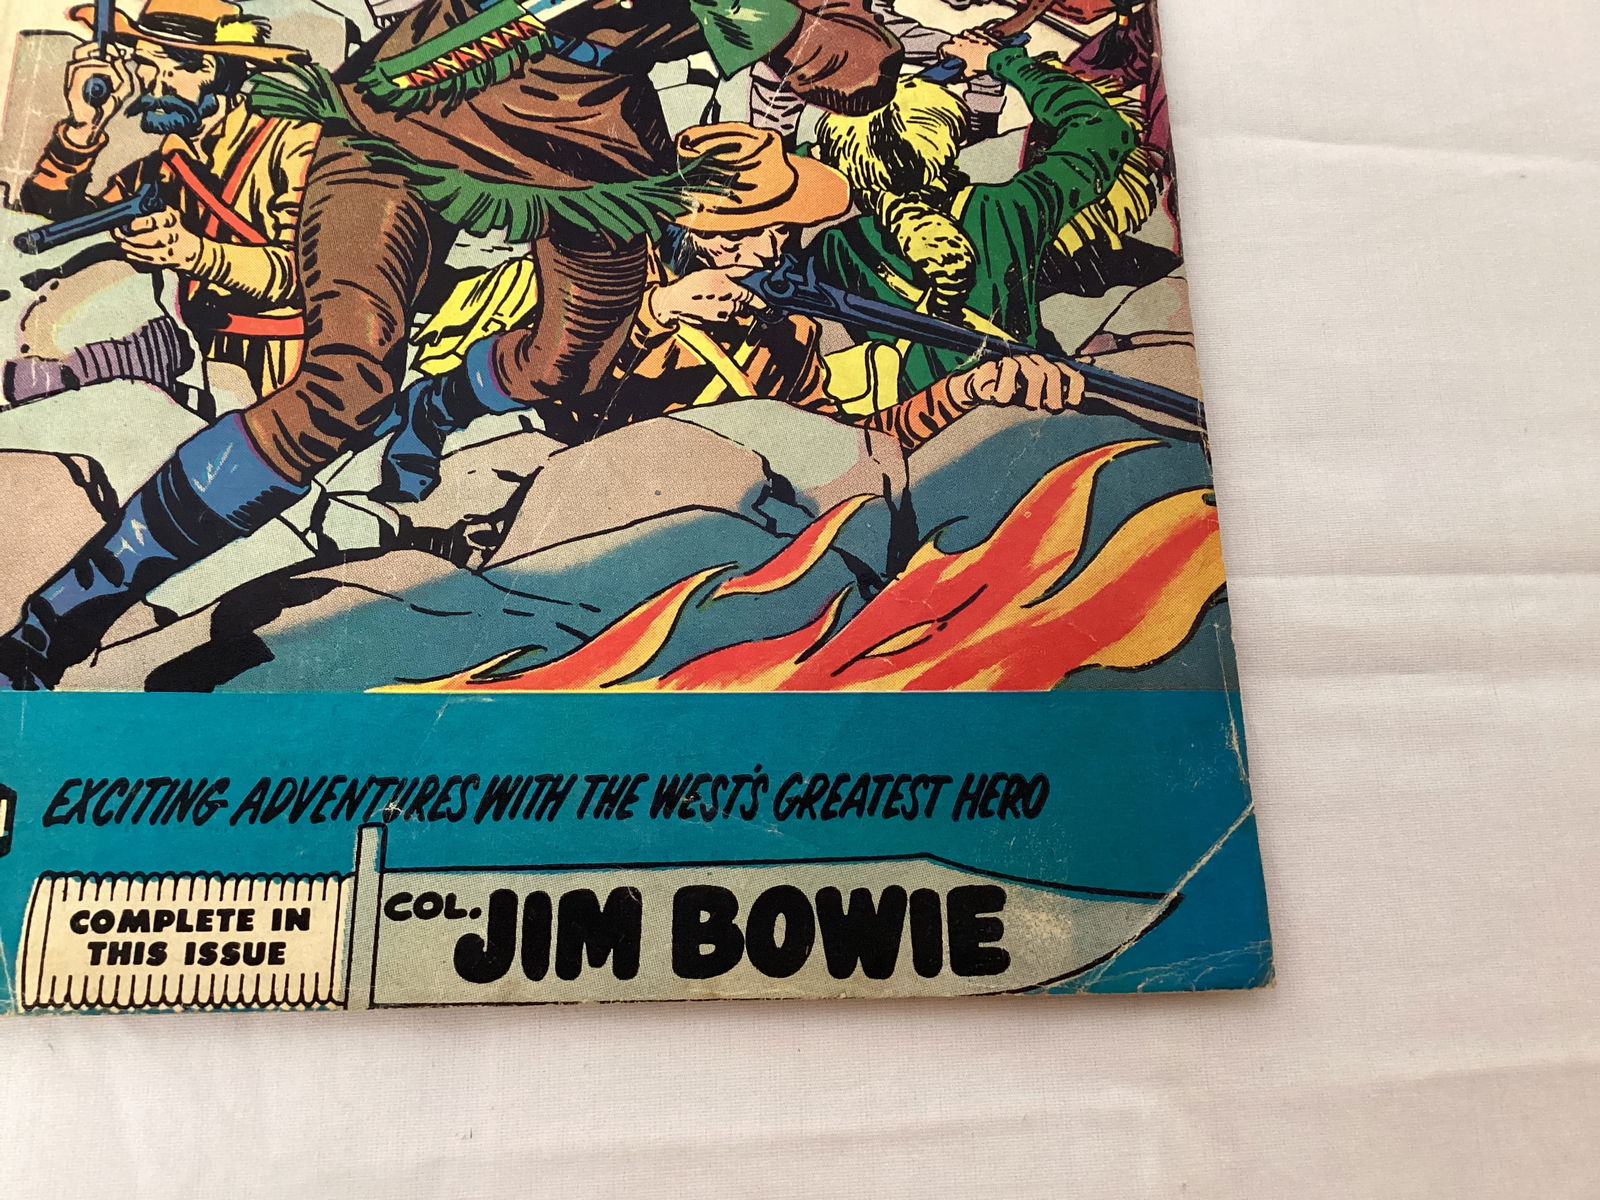 EXCITING ADVENTURES WITH THE WEST'S GREATEST HERO
COMPLETE IN
THIS ISSUE
COL. JIM BOWIE